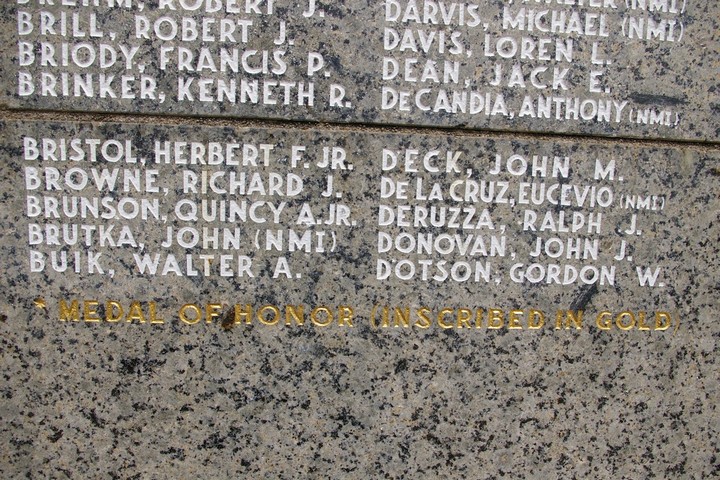 ROBERT J.
BRILL, ROBERT J.
BRIODY, FRANCIS P.
BRINKER, KENNETH R.
BRISTOL, HERBERT F. JR.
BROWNE, RICHARD J.
BRUNSON, QUINCY A. JR.
BRUTKA, JOHN (NMI)
BUIK, WALTER A.
(NMI)
DARVIS, MICHAEL (NMI)
DAVIS, LOREN L.
DEAN, JACK E.
DECANDIA, ANTHONY (NMI)
DECK, JOHN M.
DE LA CRUZ, EUCEVIO (NMI)
DERUZZA, RALPH J.
DONOVAN, JOHN J.
DOTSON, GORDON W.
* MEDAL OF HONOR (INSCRIBED IN GOLD)